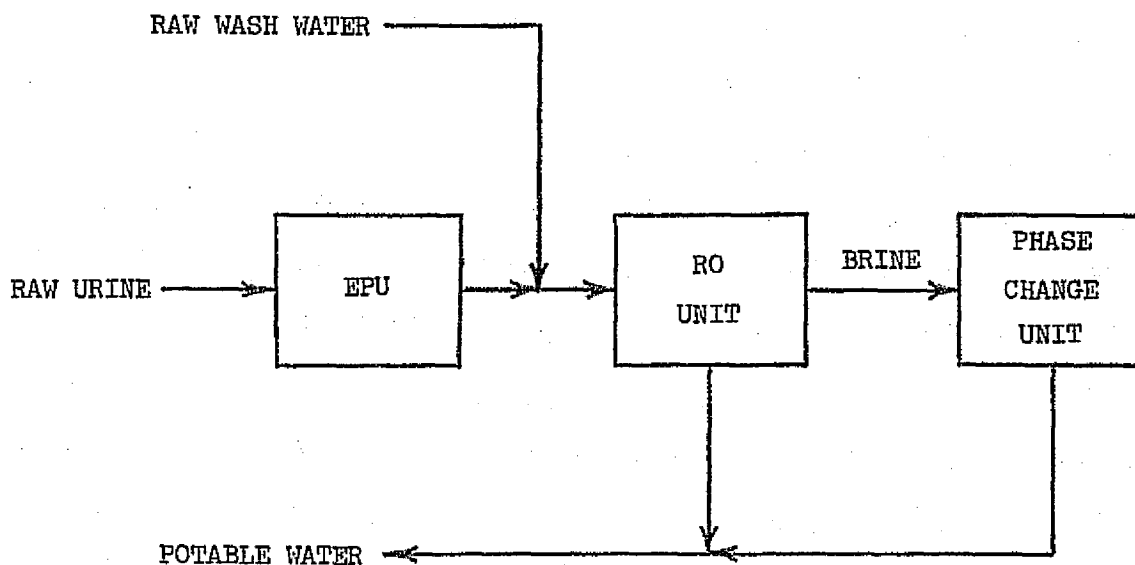 RAW WASH WATER
RAW URINE
EPU
RO
UNIT
BRINE
PHASE
CHANGE
UNIT
POTABLE WATER